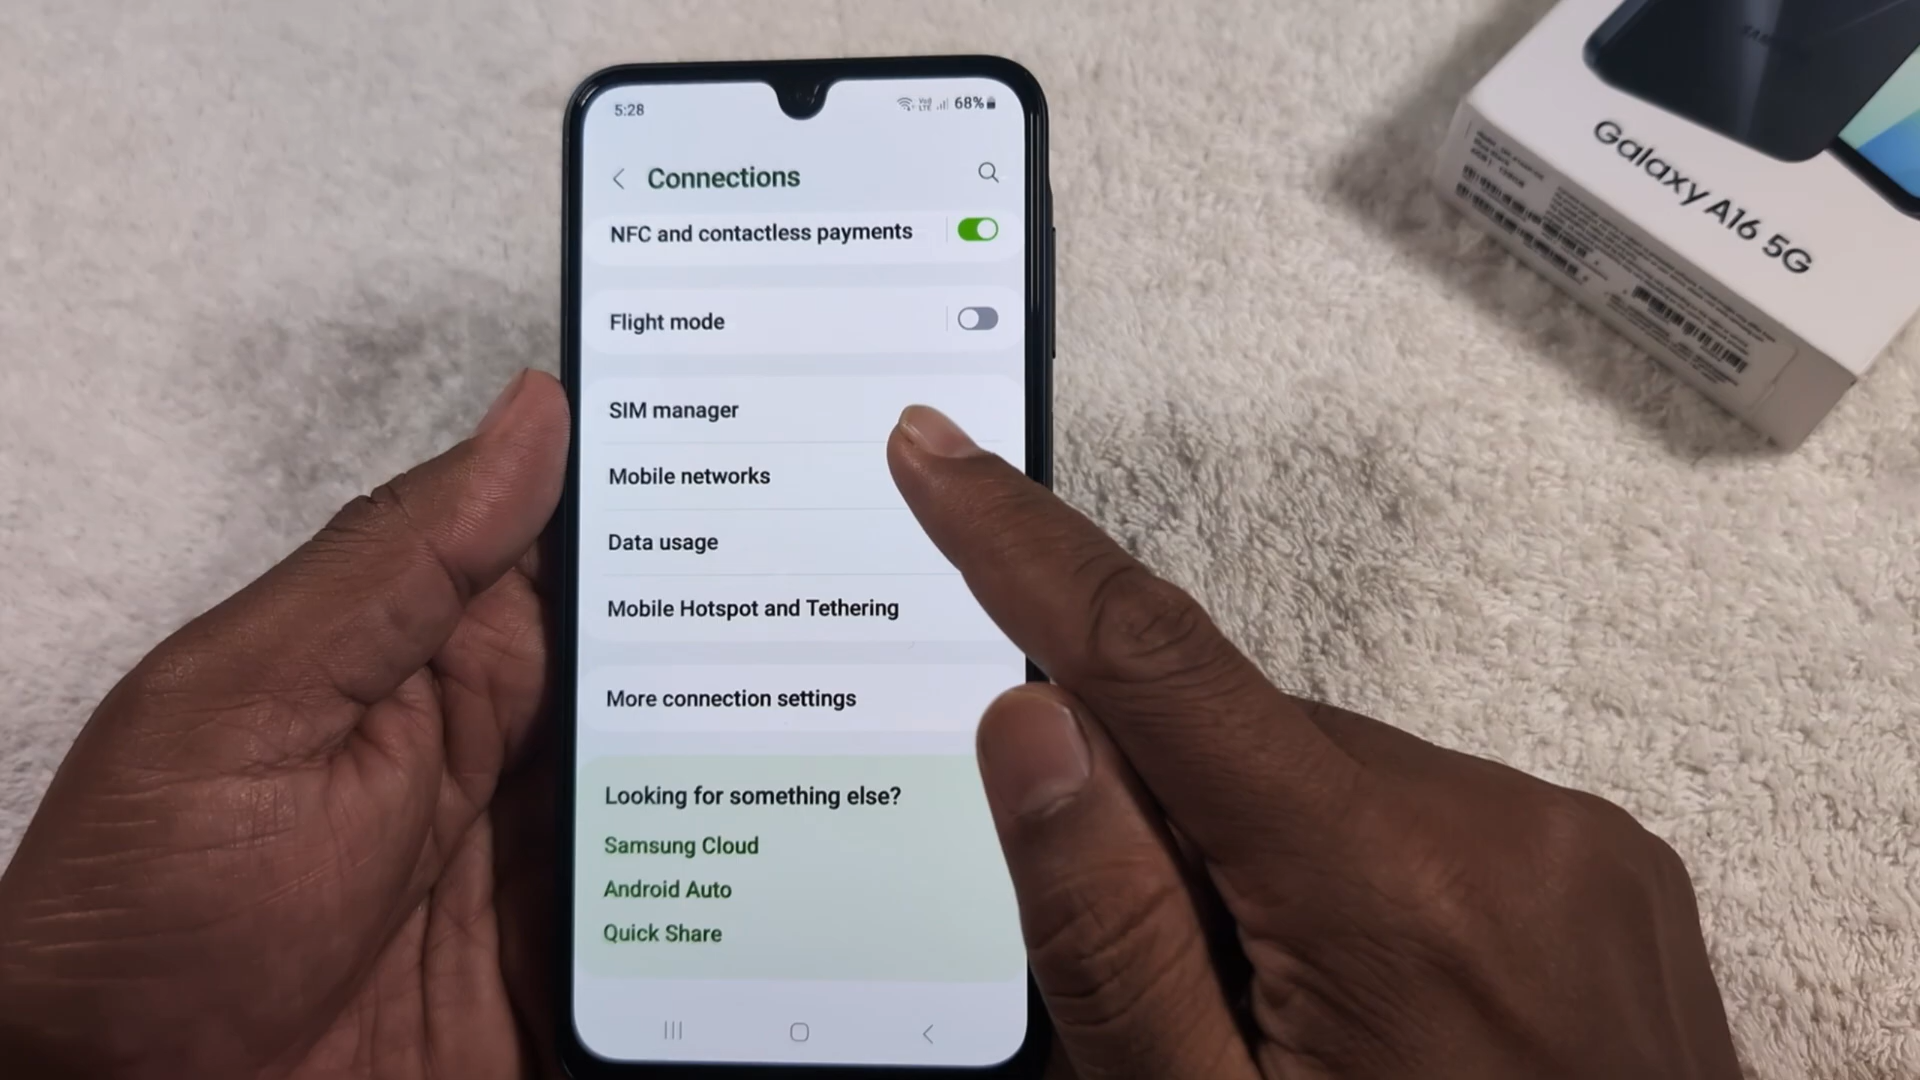 5:28
68%
Connections
NFC and contactless payments
Flight mode
SIM manager
Mobile networks
Data usage
Mobile Hotspot and Tethering
More connection settings
Looking for something else?
Samsung Cloud
Android Auto
Quick Share
Galaxy A16 5G